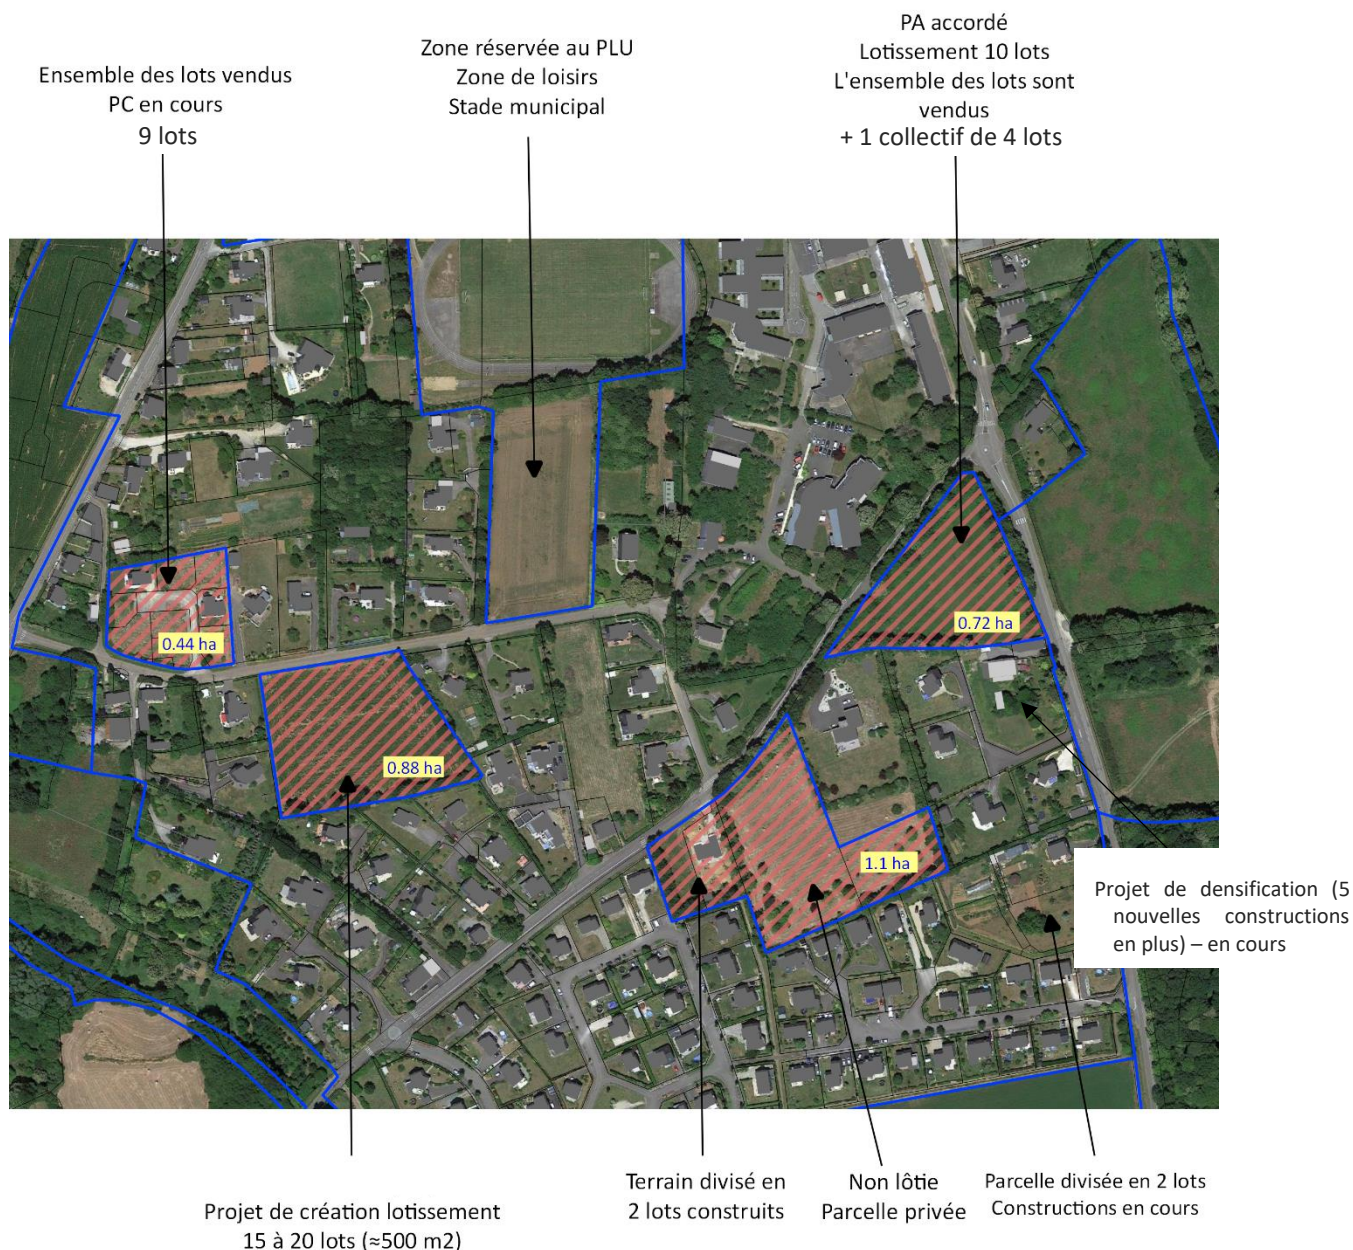 Ensemble des lots vendus
PC en cours
9 lots
Zone réservée au PLU
Zone de loisirs
Stade municipal
PA accordé
Lotissement 10 lots
L'ensemble des lots sont
vendus
+ 1 collectif de 4 lots
0.44 ha
0.72 ha
0.88 ha
1.1 ha
Projet de densification (5
nouvelles constructions
en plus) – en cours
Projet de création lotissement
15 à 20 lots (≈500 m2)
Terrain divisé en
2 lots construits
Non lôtie
Parcelle privée
Parcelle divisée en 2 lots
Constructions en cours